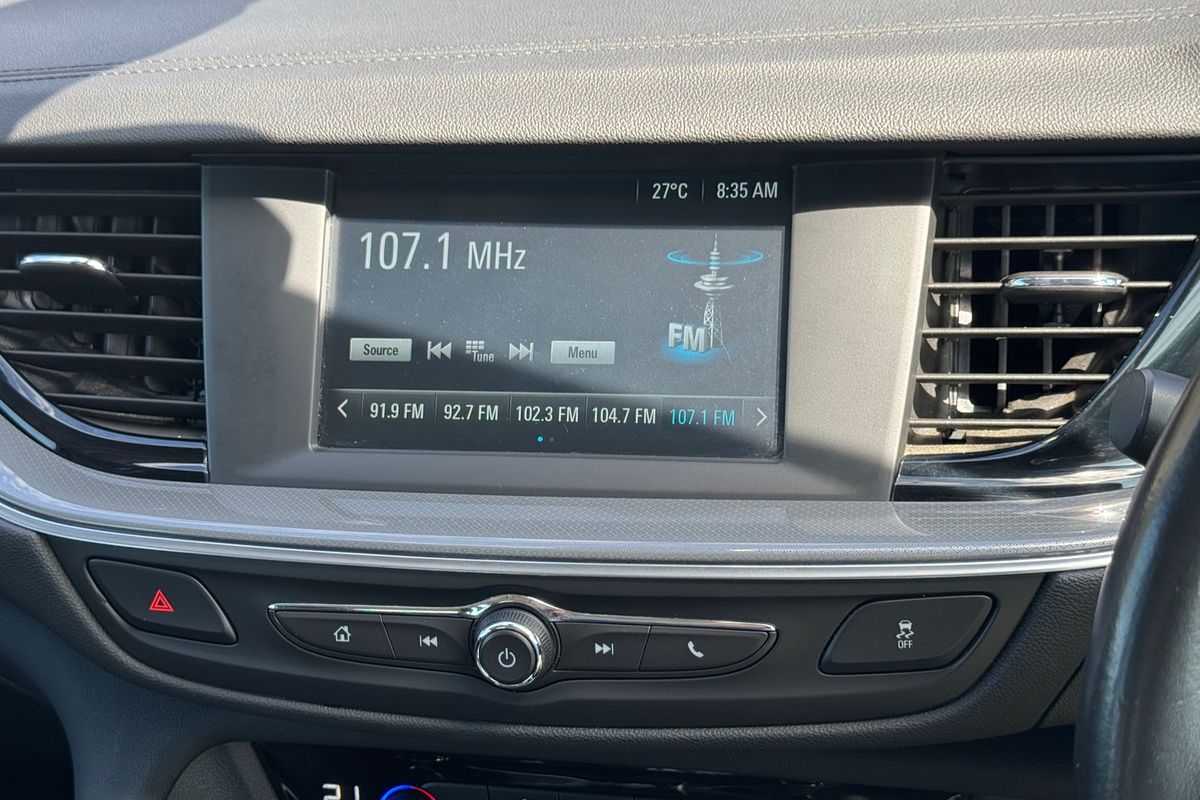 27°C 8:35 AM
107.1 MHz
FM
Source Tune Menu
91.9 FM 92.7 FM 102.3 FM 104.7 FM 107.1 FM
OFF
21